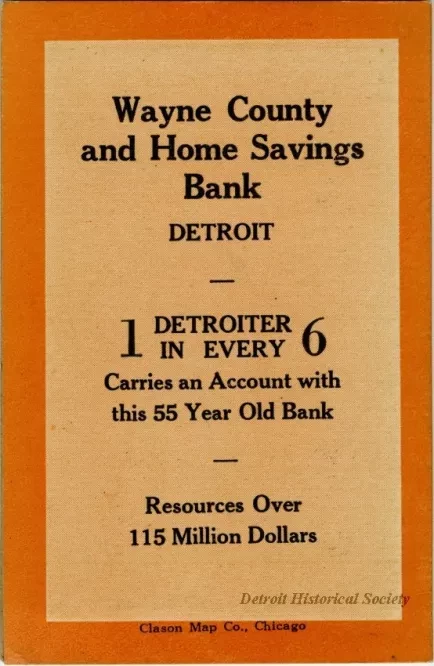 Wayne County
and Home Savings
Bank
DETROIT
—
1 DETROITER IN EVERY 6
Carries an Account with
this 55 Year Old Bank
—
Resources Over
115 Million Dollars
Detroit Historical Society
Clason Map Co., Chicago